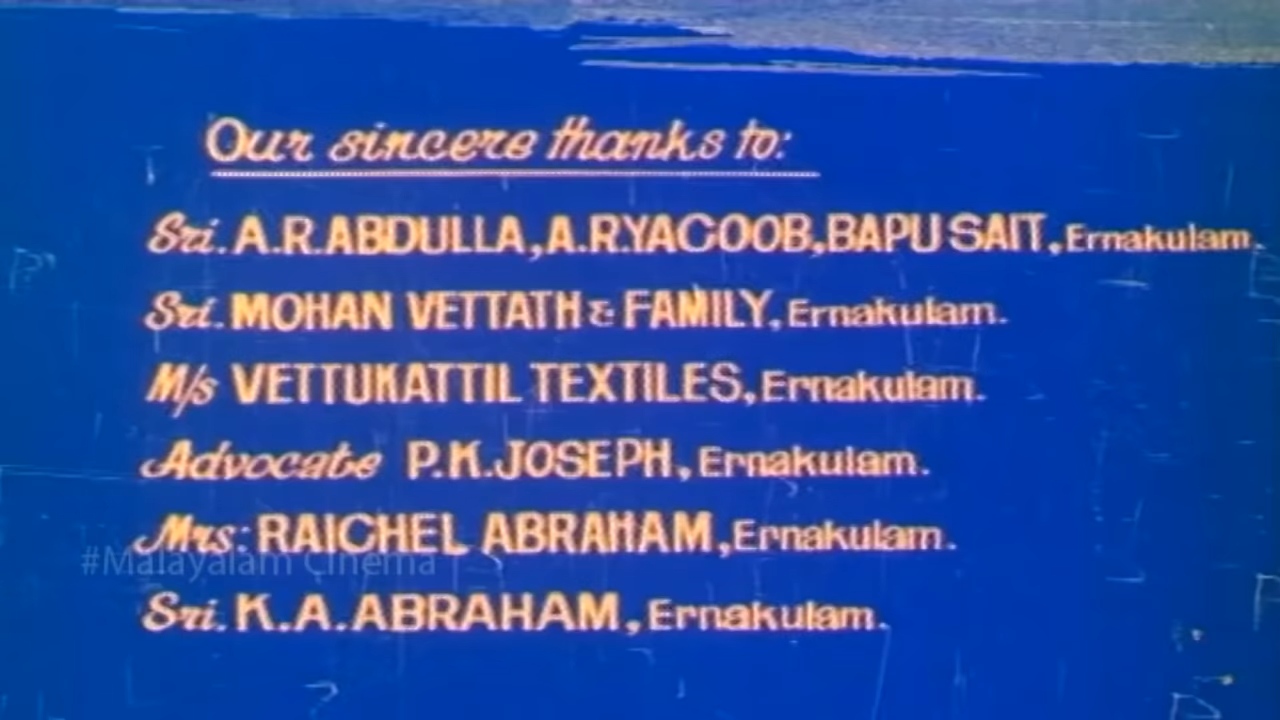 Our sincere thanks to:
Sri. A.R.ABDULLA, A.R.YACOOB, BAPU SAIT, Ernakulam.
Sri. MOHAN VETTATH & FAMILY, Ernakulam.
M/s VETTUKATTIL TEXTILES, Ernakulam.
Advocate P.K.JOSEPH, Ernakulam.
Mrs: RAICHEL ABRAHAM, Ernakulam.
#Malayalam Cinema
Sri. K.A.ABRAHAM, Ernakulam.